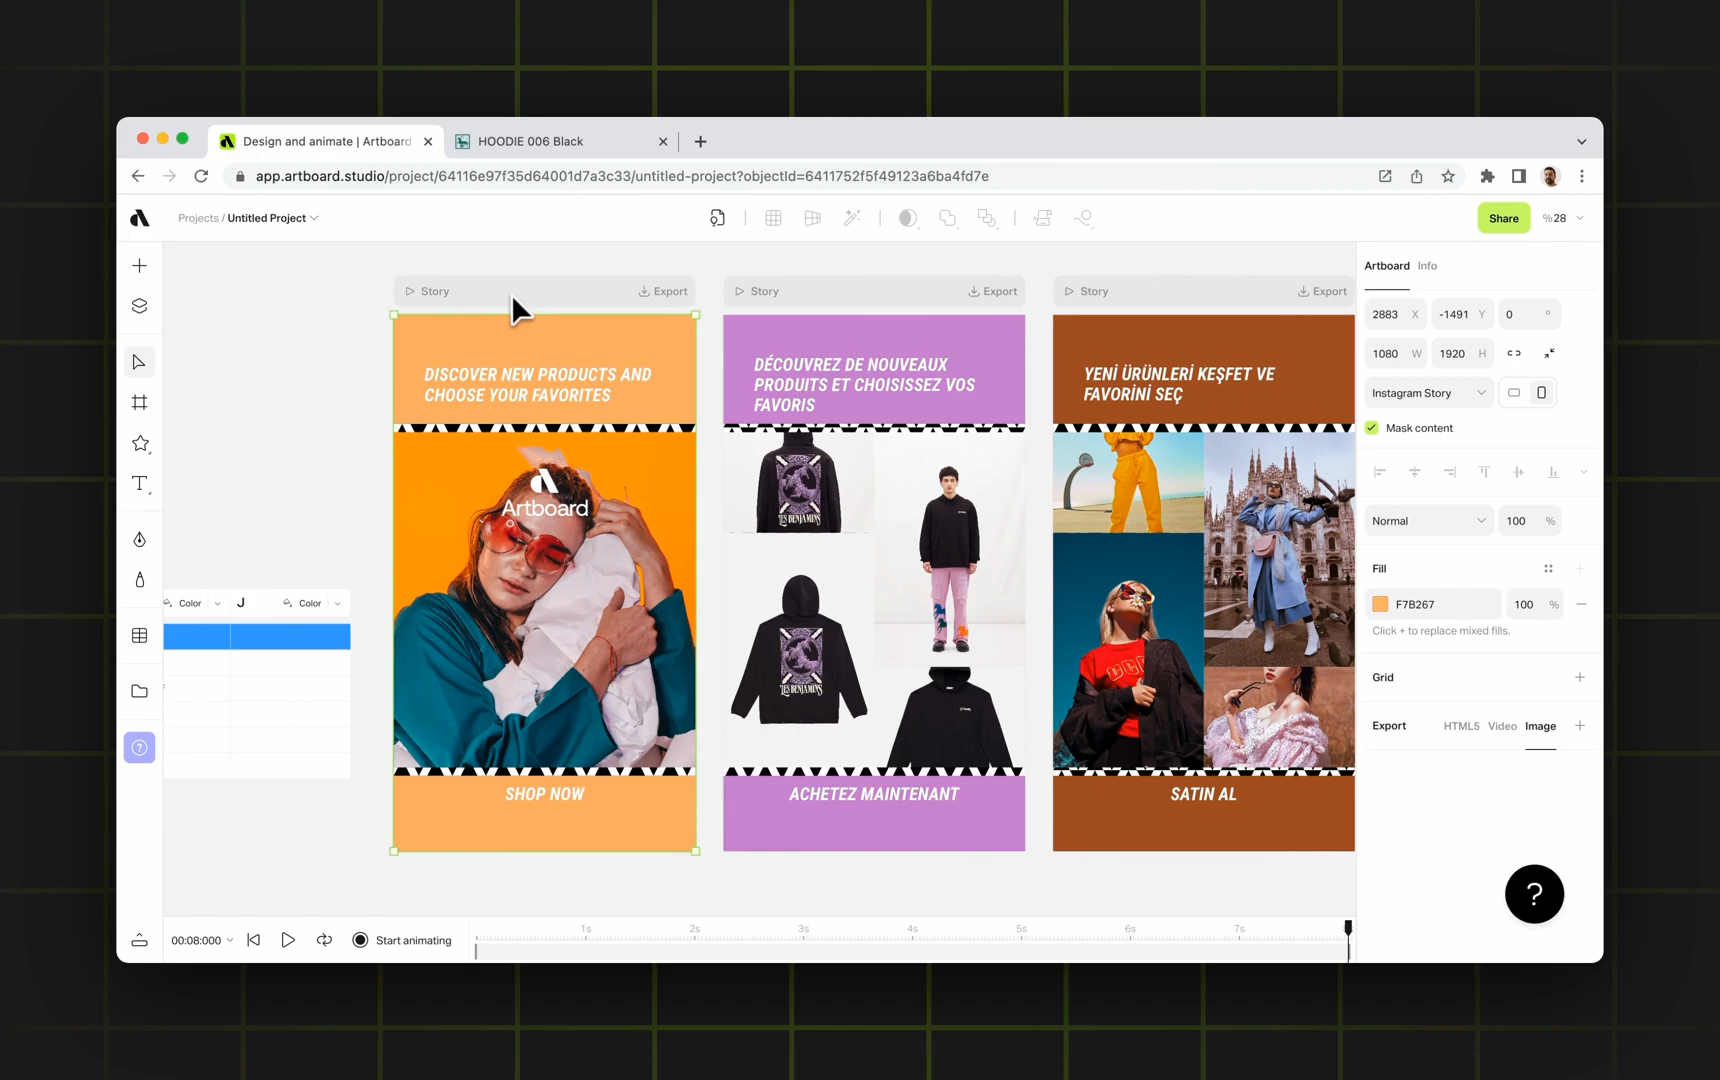 Design and animate | Artboard
HOODIE 006 Black
app.artboard.studio/project/64116e97f35d64001d7a3c33/untitled-project?objectId=6411752f5f49123a6ba4fd7e
Projects / Untitled Project
Share
%28
Artboard Info
2883 X -1491 Y 0 °
1080 W 1920 H
Instagram Story
Mask content
Normal 100 %
Fill
F7B267 100 %
Click + to replace mixed fills.
Grid
Export HTML5 Video Image
?
Color J Color
Story Export
DISCOVER NEW PRODUCTS AND
CHOOSE YOUR FAVORITES
Artboard
SHOP NOW
Story Export
DÉCOUVREZ DE NOUVEAUX
PRODUITS ET CHOISISSEZ VOS
FAVORIS
LES BENJAMINS
LES BENJAMINS
ACHETEZ MAINTENANT
Story Export
YENİ ÜRÜNLERİ KEŞFET VE
FAVORİNİ SEÇ
SATIN AL
?
00:08:000
Start animating
1s 2s 3s 4s 5s 6s 7s